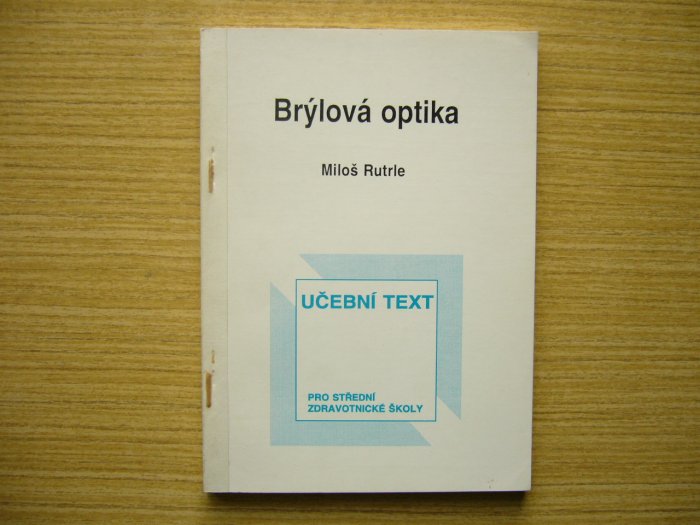 Brýlová optika
Miloš Rutrle
UČEBNÍ TEXT
PRO STŘEDNÍ
ZDRAVOTNICKÉ ŠKOLY